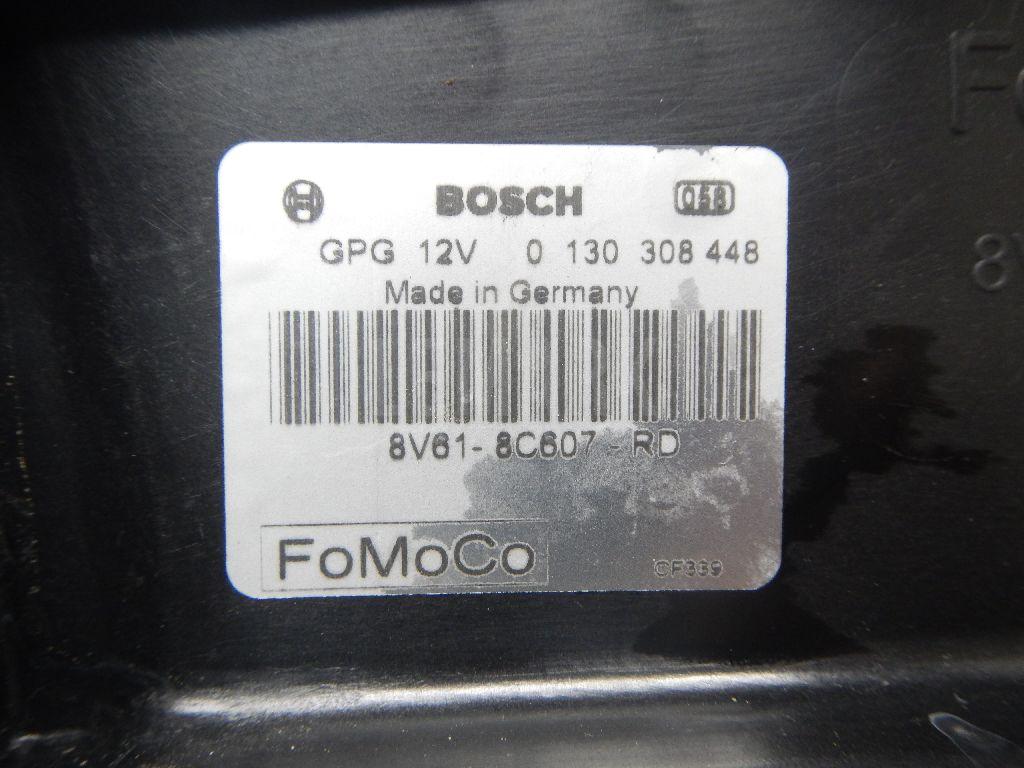 BOSCH 058
GPG 12V 0 130 308 448
Made in Germany
8V61- 8C607 - RD
FoMoCo
CF339